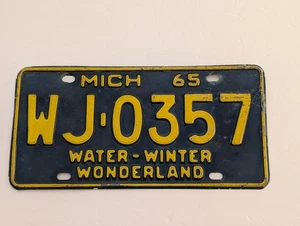 MICH 65
WJ·0357
WATER-WINTER
WONDERLAND